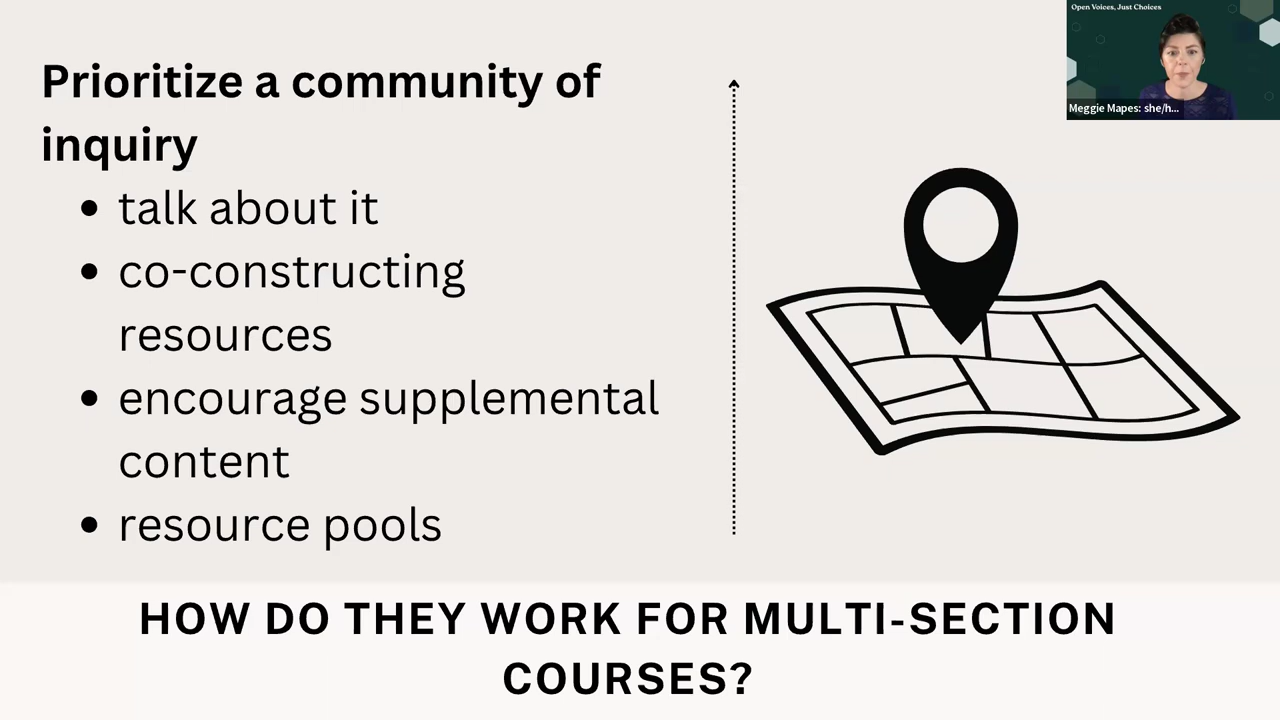 Open Voices, Just Choices
Prioritize a community of
inquiry
• talk about it
• co-constructing
resources
• encourage supplemental
content
• resource pools
Meggie Mapes: she/h...
HOW DO THEY WORK FOR MULTI-SECTION
COURSES?